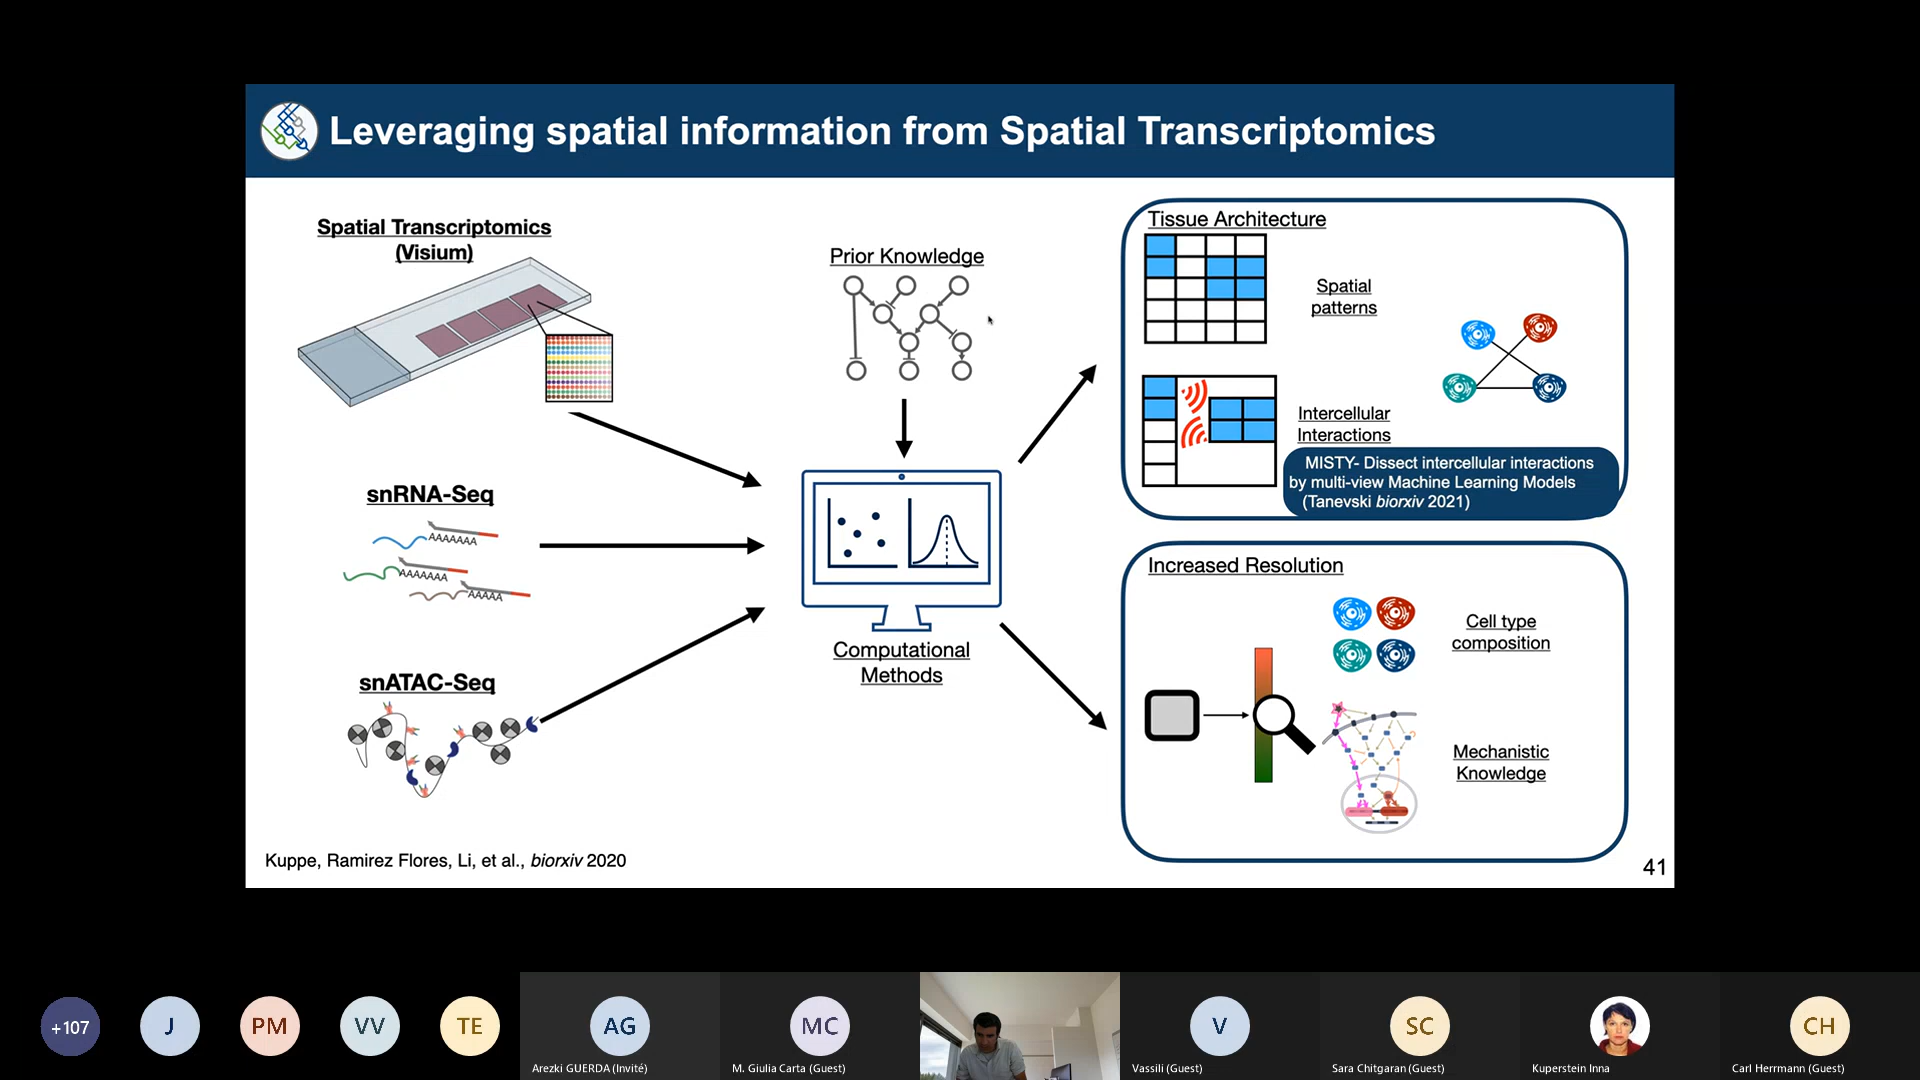 Leveraging spatial information from Spatial Transcriptomics
Spatial Transcriptomics
(Visium)
snRNA-Seq
AAAAAAA
AAAAAAA
AAAAA
snATAC-Seq
Prior Knowledge
Computational
Methods
Tissue Architecture
Spatial
patterns
Intercellular
Interactions
MISTY- Dissect intercellular interactions
by multi-view Machine Learning Models
(Tanevski biorxiv 2021)
Increased Resolution
Cell type
composition
Mechanistic
Knowledge
Kuppe, Ramirez Flores, Li, et al., biorxiv 2020
41
+107
J
PM
VV
TE
AG
Arezki GUERDA (Invité)
MC
M. Giulia Carta (Guest)
V
Vassili (Guest)
SC
Sara Chitgaran (Guest)
Kuperstein Inna
CH
Carl Herrmann (Guest)